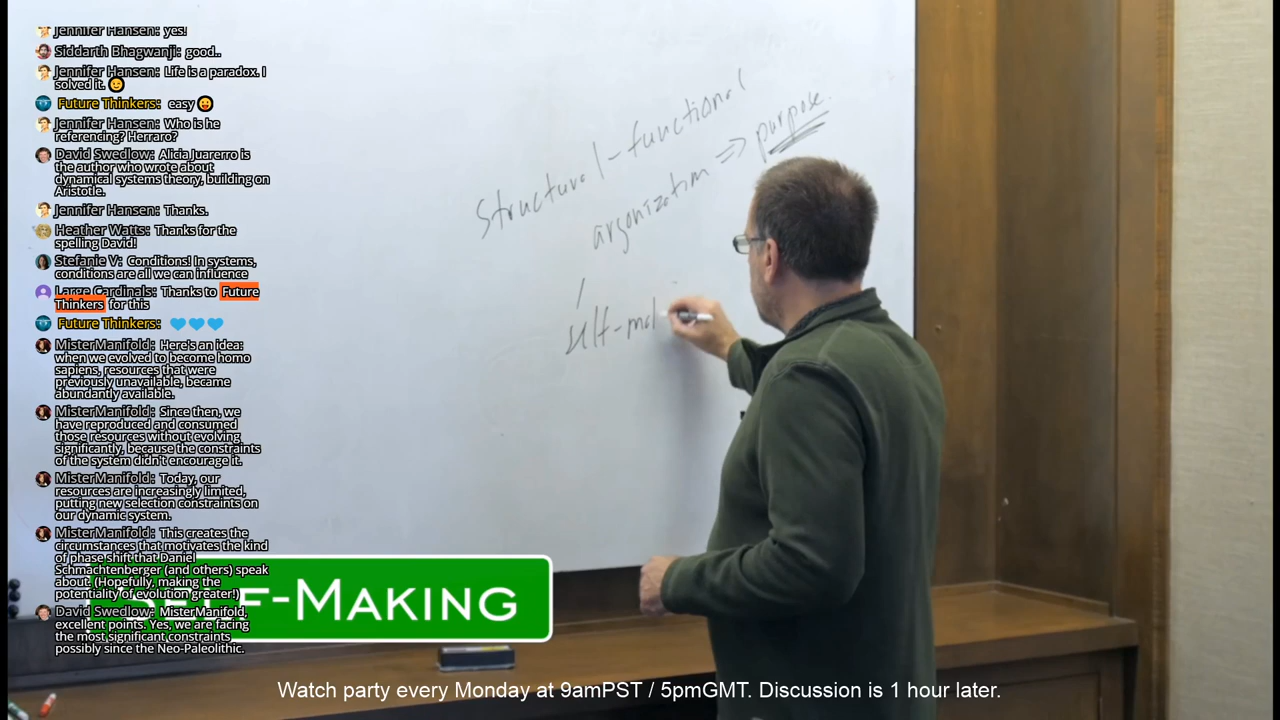 Jennifer Hansen: yes!
Siddarth Bhagwanji: good..
Jennifer Hansen: Life is a paradox. I
solved it. 😉
Future Thinkers: easy 😛
Jennifer Hansen: Who is he
referencing? Herraro?
David Swedlow: Alicia Juarerro is
the author who wrote about
dynamical systems theory, building on
Aristotle.
Jennifer Hansen: Thanks.
Heather Watts: Thanks for the
spelling David!
Stefanie V: Conditions! In systems,
conditions are all we can influence
Large Cardinals: Thanks to Future
Thinkers for this
Future Thinkers: 💙💙💙
MisterManifold: Here's an idea:
when we evolved to become homo
sapiens, resources that were
previously unavailable, became
abundantly available.
MisterManifold: Since then, we
have reproduced and consumed
those resources without evolving
significantly, because the constraints
of the system didn't encourage it.
MisterManifold: Today, our
resources are increasingly limited,
putting new selection constraints on
our dynamic system.
MisterManifold: This creates the
circumstances that motivates the kind
of phase shift that Daniel
Schmachtenberger (and others) speak
about. (Hopefully, making the
potentiality of evolution greater!)
David Swedlow: MisterManifold,
excellent points. Yes, we are facing
the most significant constraints
possibly since the Neo-Paleolithic.
structural-functional
organization => purpose.
self-mak
Self-Making
Watch party every Monday at 9amPST / 5pmGMT. Discussion is 1 hour later.